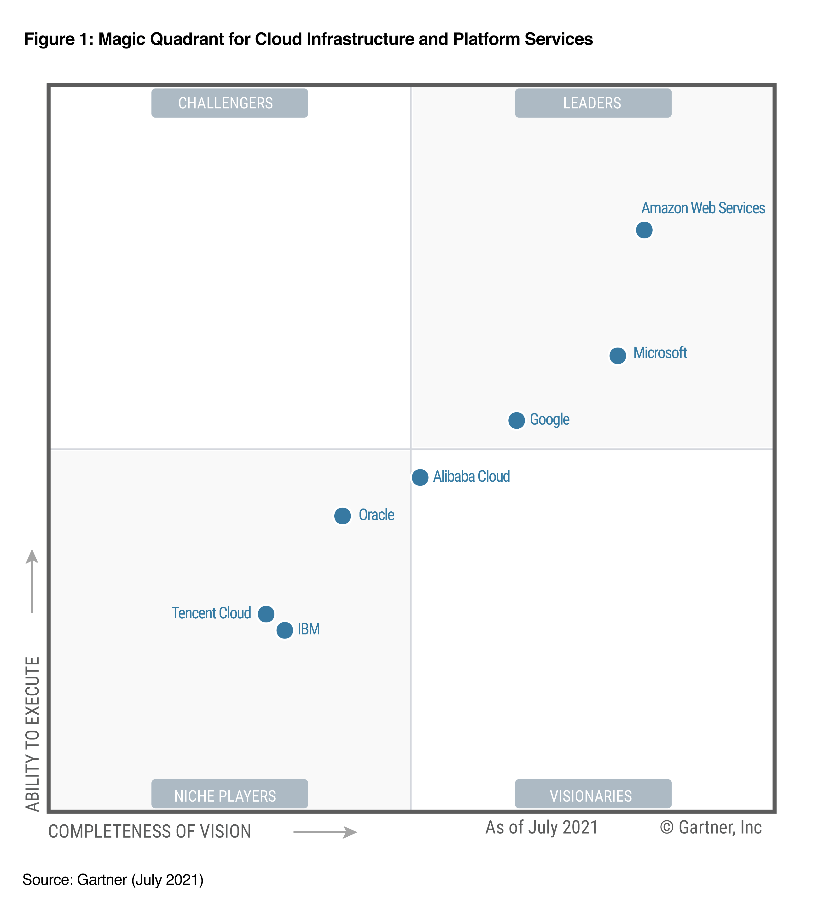 Figure 1: Magic Quadrant for Cloud Infrastructure and Platform Services
CHALLENGERS
LEADERS
Amazon Web Services
Microsoft
Google
Alibaba Cloud
Oracle
Tencent Cloud
IBM
ABILITY TO EXECUTE
NICHE PLAYERS
VISIONARIES
COMPLETENESS OF VISION
As of July 2021
© Gartner, Inc
Source: Gartner (July 2021)